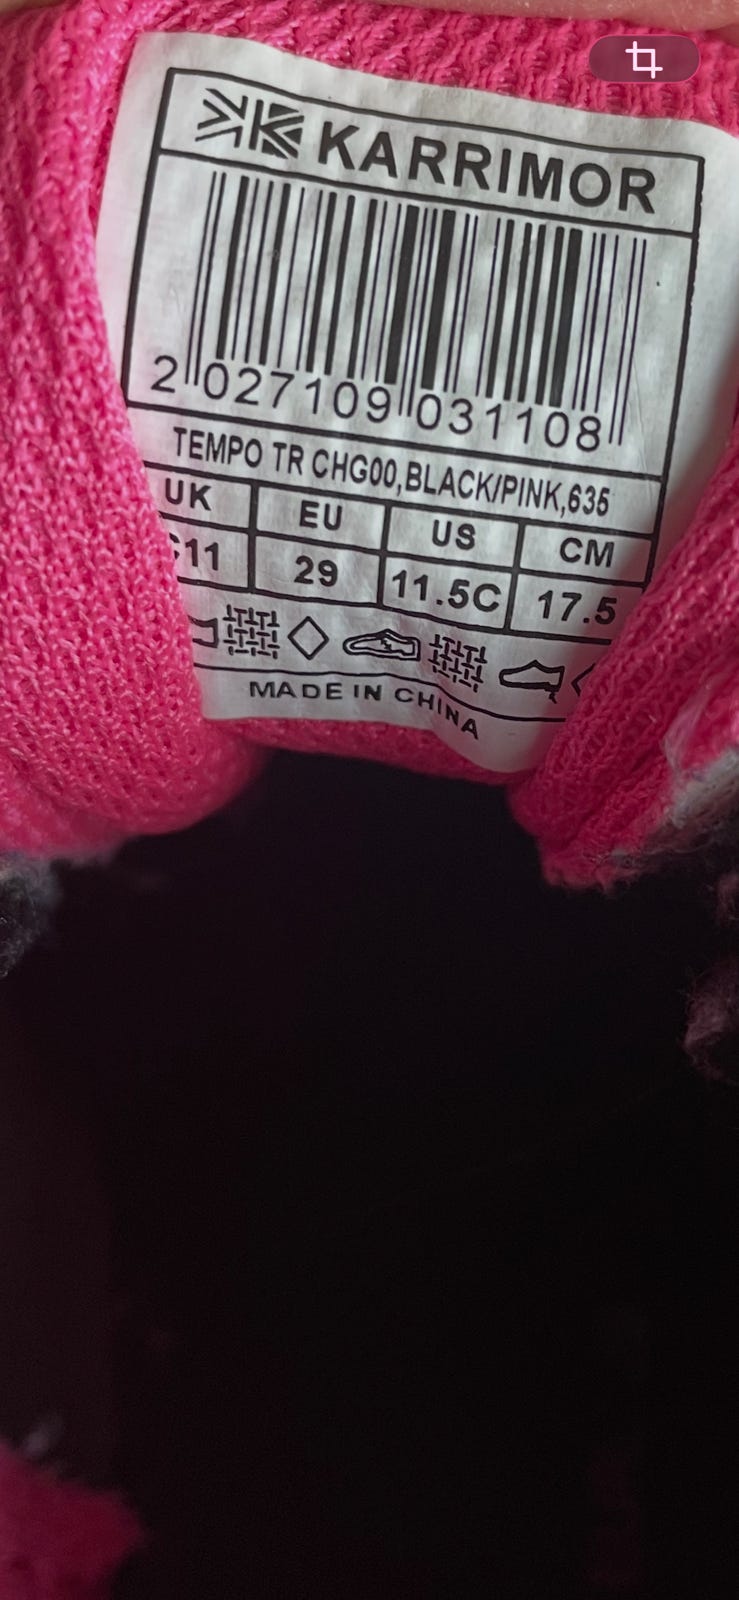 KARRIMOR
2 027109 031108
TEMPO TR CHG00,BLACK/PINK,635
UK EU US CM
C11 29 11.5C 17.5
MADE IN CHINA